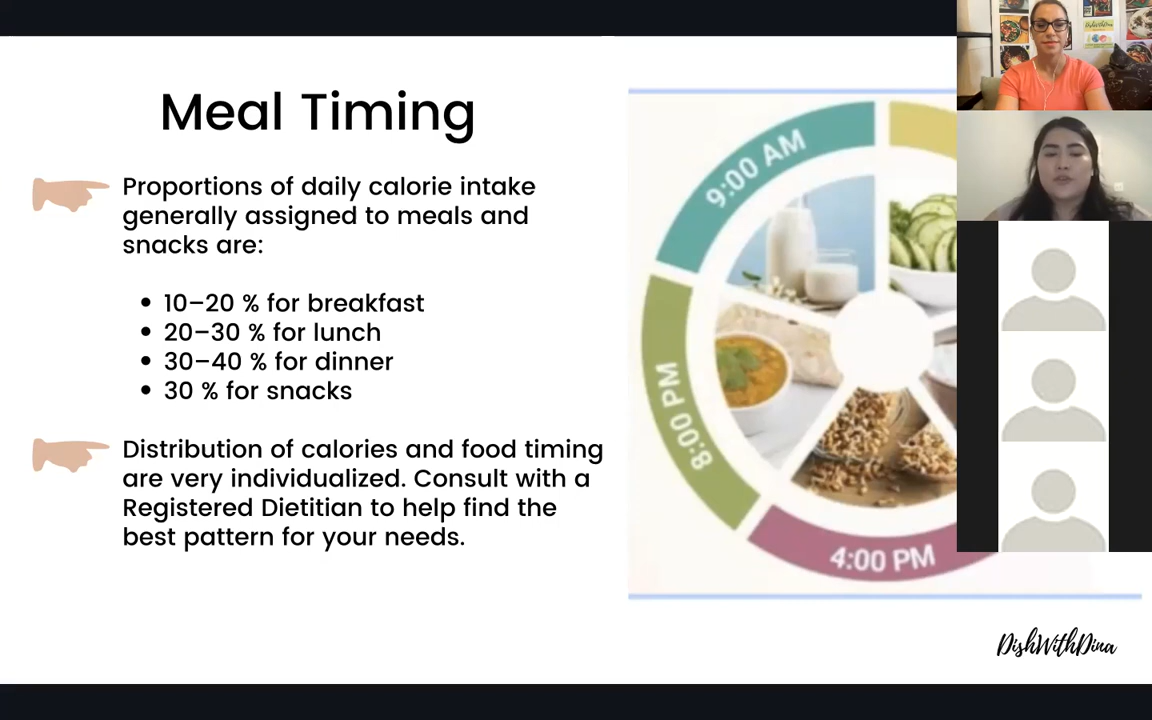 Meal Timing
Proportions of daily calorie intake
generally assigned to meals and
snacks are:
• 10–20 % for breakfast
• 20–30 % for lunch
• 30–40 % for dinner
• 30 % for snacks
Distribution of calories and food timing
are very individualized. Consult with a
Registered Dietitian to help find the
best pattern for your needs.
9:00 AM
8:00 PM
4:00 PM
DishWithDina